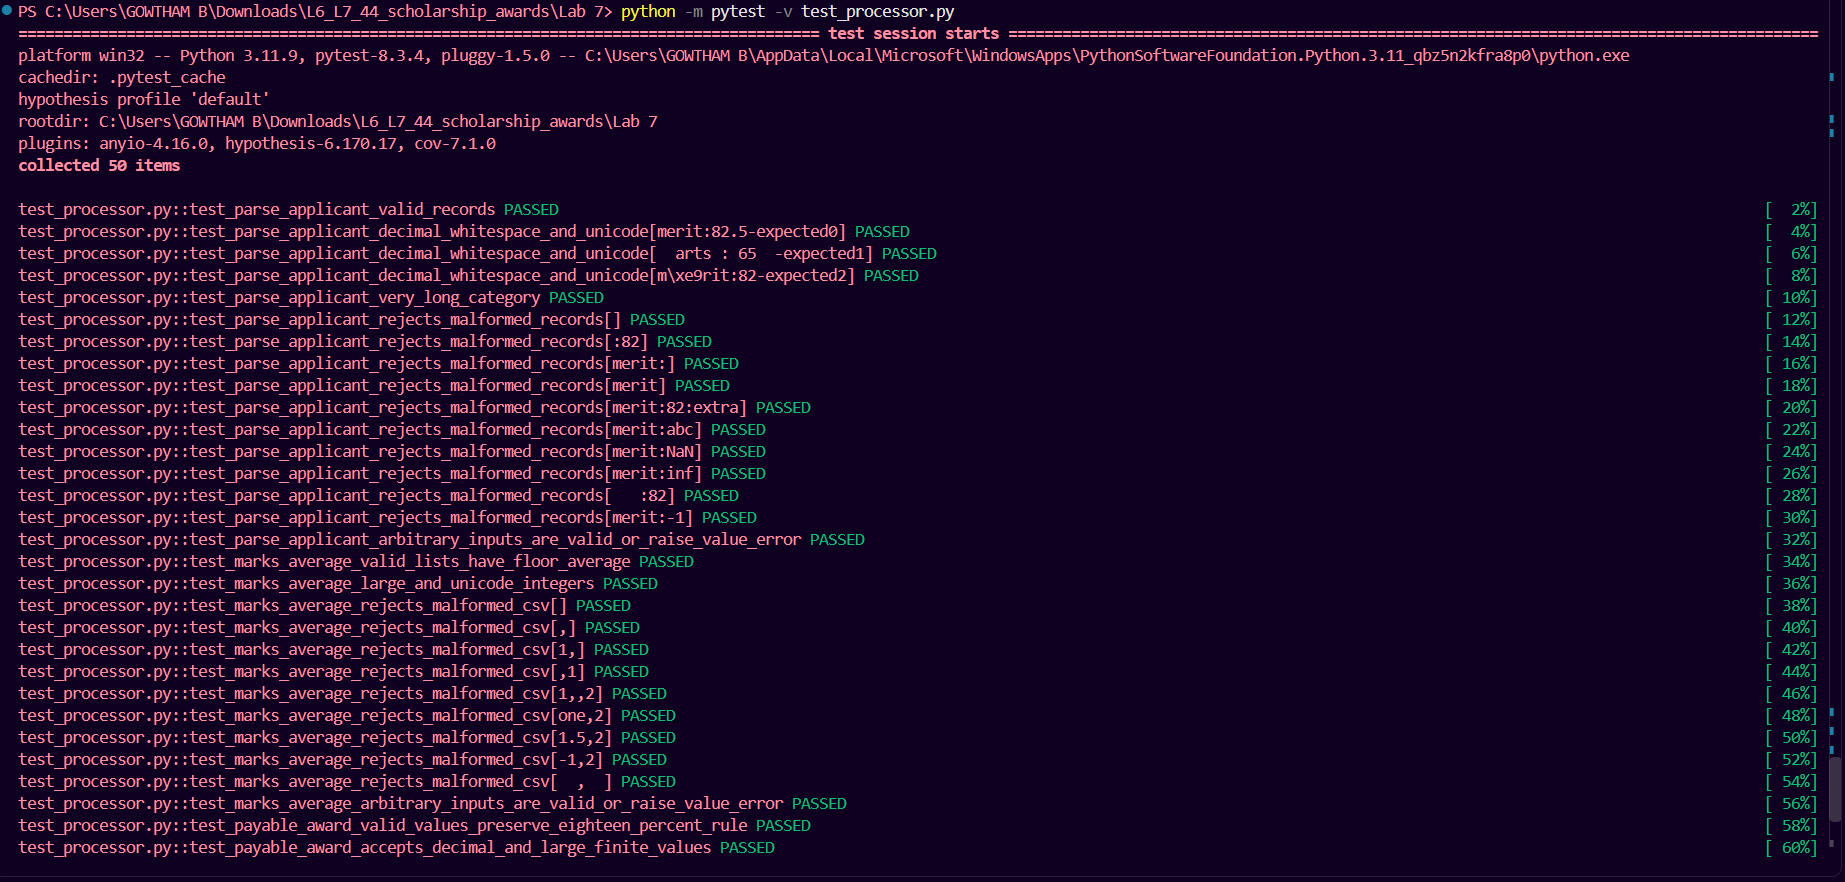 PS C:\Users\GOWTHAM B\Downloads\L6_L7_44_scholarship_awards\Lab 7> python -m pytest -v test_processor.py
========================================================================================= test session starts ==========================================================================================
platform win32 -- Python 3.11.9, pytest-8.3.4, pluggy-1.5.0 -- C:\Users\GOWTHAM B\AppData\Local\Microsoft\WindowsApps\PythonSoftwareFoundation.Python.3.11_qbz5n2kfra8p0\python.exe
cachedir: .pytest_cache
hypothesis profile 'default'
rootdir: C:\Users\GOWTHAM B\Downloads\L6_L7_44_scholarship_awards\Lab 7
plugins: anyio-4.16.0, hypothesis-6.170.17, cov-7.1.0
collected 50 items
test_processor.py::test_parse_applicant_valid_records PASSED [  2%]
test_processor.py::test_parse_applicant_decimal_whitespace_and_unicode[merit:82.5-expected0] PASSED [  4%]
test_processor.py::test_parse_applicant_decimal_whitespace_and_unicode[  arts : 65  -expected1] PASSED [  6%]
test_processor.py::test_parse_applicant_decimal_whitespace_and_unicode[m\xe9rit:82-expected2] PASSED [  8%]
test_processor.py::test_parse_applicant_very_long_category PASSED [ 10%]
test_processor.py::test_parse_applicant_rejects_malformed_records[] PASSED [ 12%]
test_processor.py::test_parse_applicant_rejects_malformed_records[:82] PASSED [ 14%]
test_processor.py::test_parse_applicant_rejects_malformed_records[merit:] PASSED [ 16%]
test_processor.py::test_parse_applicant_rejects_malformed_records[merit] PASSED [ 18%]
test_processor.py::test_parse_applicant_rejects_malformed_records[merit:82:extra] PASSED [ 20%]
test_processor.py::test_parse_applicant_rejects_malformed_records[merit:abc] PASSED [ 22%]
test_processor.py::test_parse_applicant_rejects_malformed_records[merit:NaN] PASSED [ 24%]
test_processor.py::test_parse_applicant_rejects_malformed_records[merit:inf] PASSED [ 26%]
test_processor.py::test_parse_applicant_rejects_malformed_records[   :82] PASSED [ 28%]
test_processor.py::test_parse_applicant_rejects_malformed_records[merit:-1] PASSED [ 30%]
test_processor.py::test_parse_applicant_arbitrary_inputs_are_valid_or_raise_value_error PASSED [ 32%]
test_processor.py::test_marks_average_valid_lists_have_floor_average PASSED [ 34%]
test_processor.py::test_marks_average_large_and_unicode_integers PASSED [ 36%]
test_processor.py::test_marks_average_rejects_malformed_csv[] PASSED [ 38%]
test_processor.py::test_marks_average_rejects_malformed_csv[,] PASSED [ 40%]
test_processor.py::test_marks_average_rejects_malformed_csv[1,] PASSED [ 42%]
test_processor.py::test_marks_average_rejects_malformed_csv[,1] PASSED [ 44%]
test_processor.py::test_marks_average_rejects_malformed_csv[1,,2] PASSED [ 46%]
test_processor.py::test_marks_average_rejects_malformed_csv[one,2] PASSED [ 48%]
test_processor.py::test_marks_average_rejects_malformed_csv[1.5,2] PASSED [ 50%]
test_processor.py::test_marks_average_rejects_malformed_csv[-1,2] PASSED [ 52%]
test_processor.py::test_marks_average_rejects_malformed_csv[  ,  ] PASSED [ 54%]
test_processor.py::test_marks_average_arbitrary_inputs_are_valid_or_raise_value_error PASSED [ 56%]
test_processor.py::test_payable_award_valid_values_preserve_eighteen_percent_rule PASSED [ 58%]
test_processor.py::test_payable_award_accepts_decimal_and_large_finite_values PASSED [ 60%]